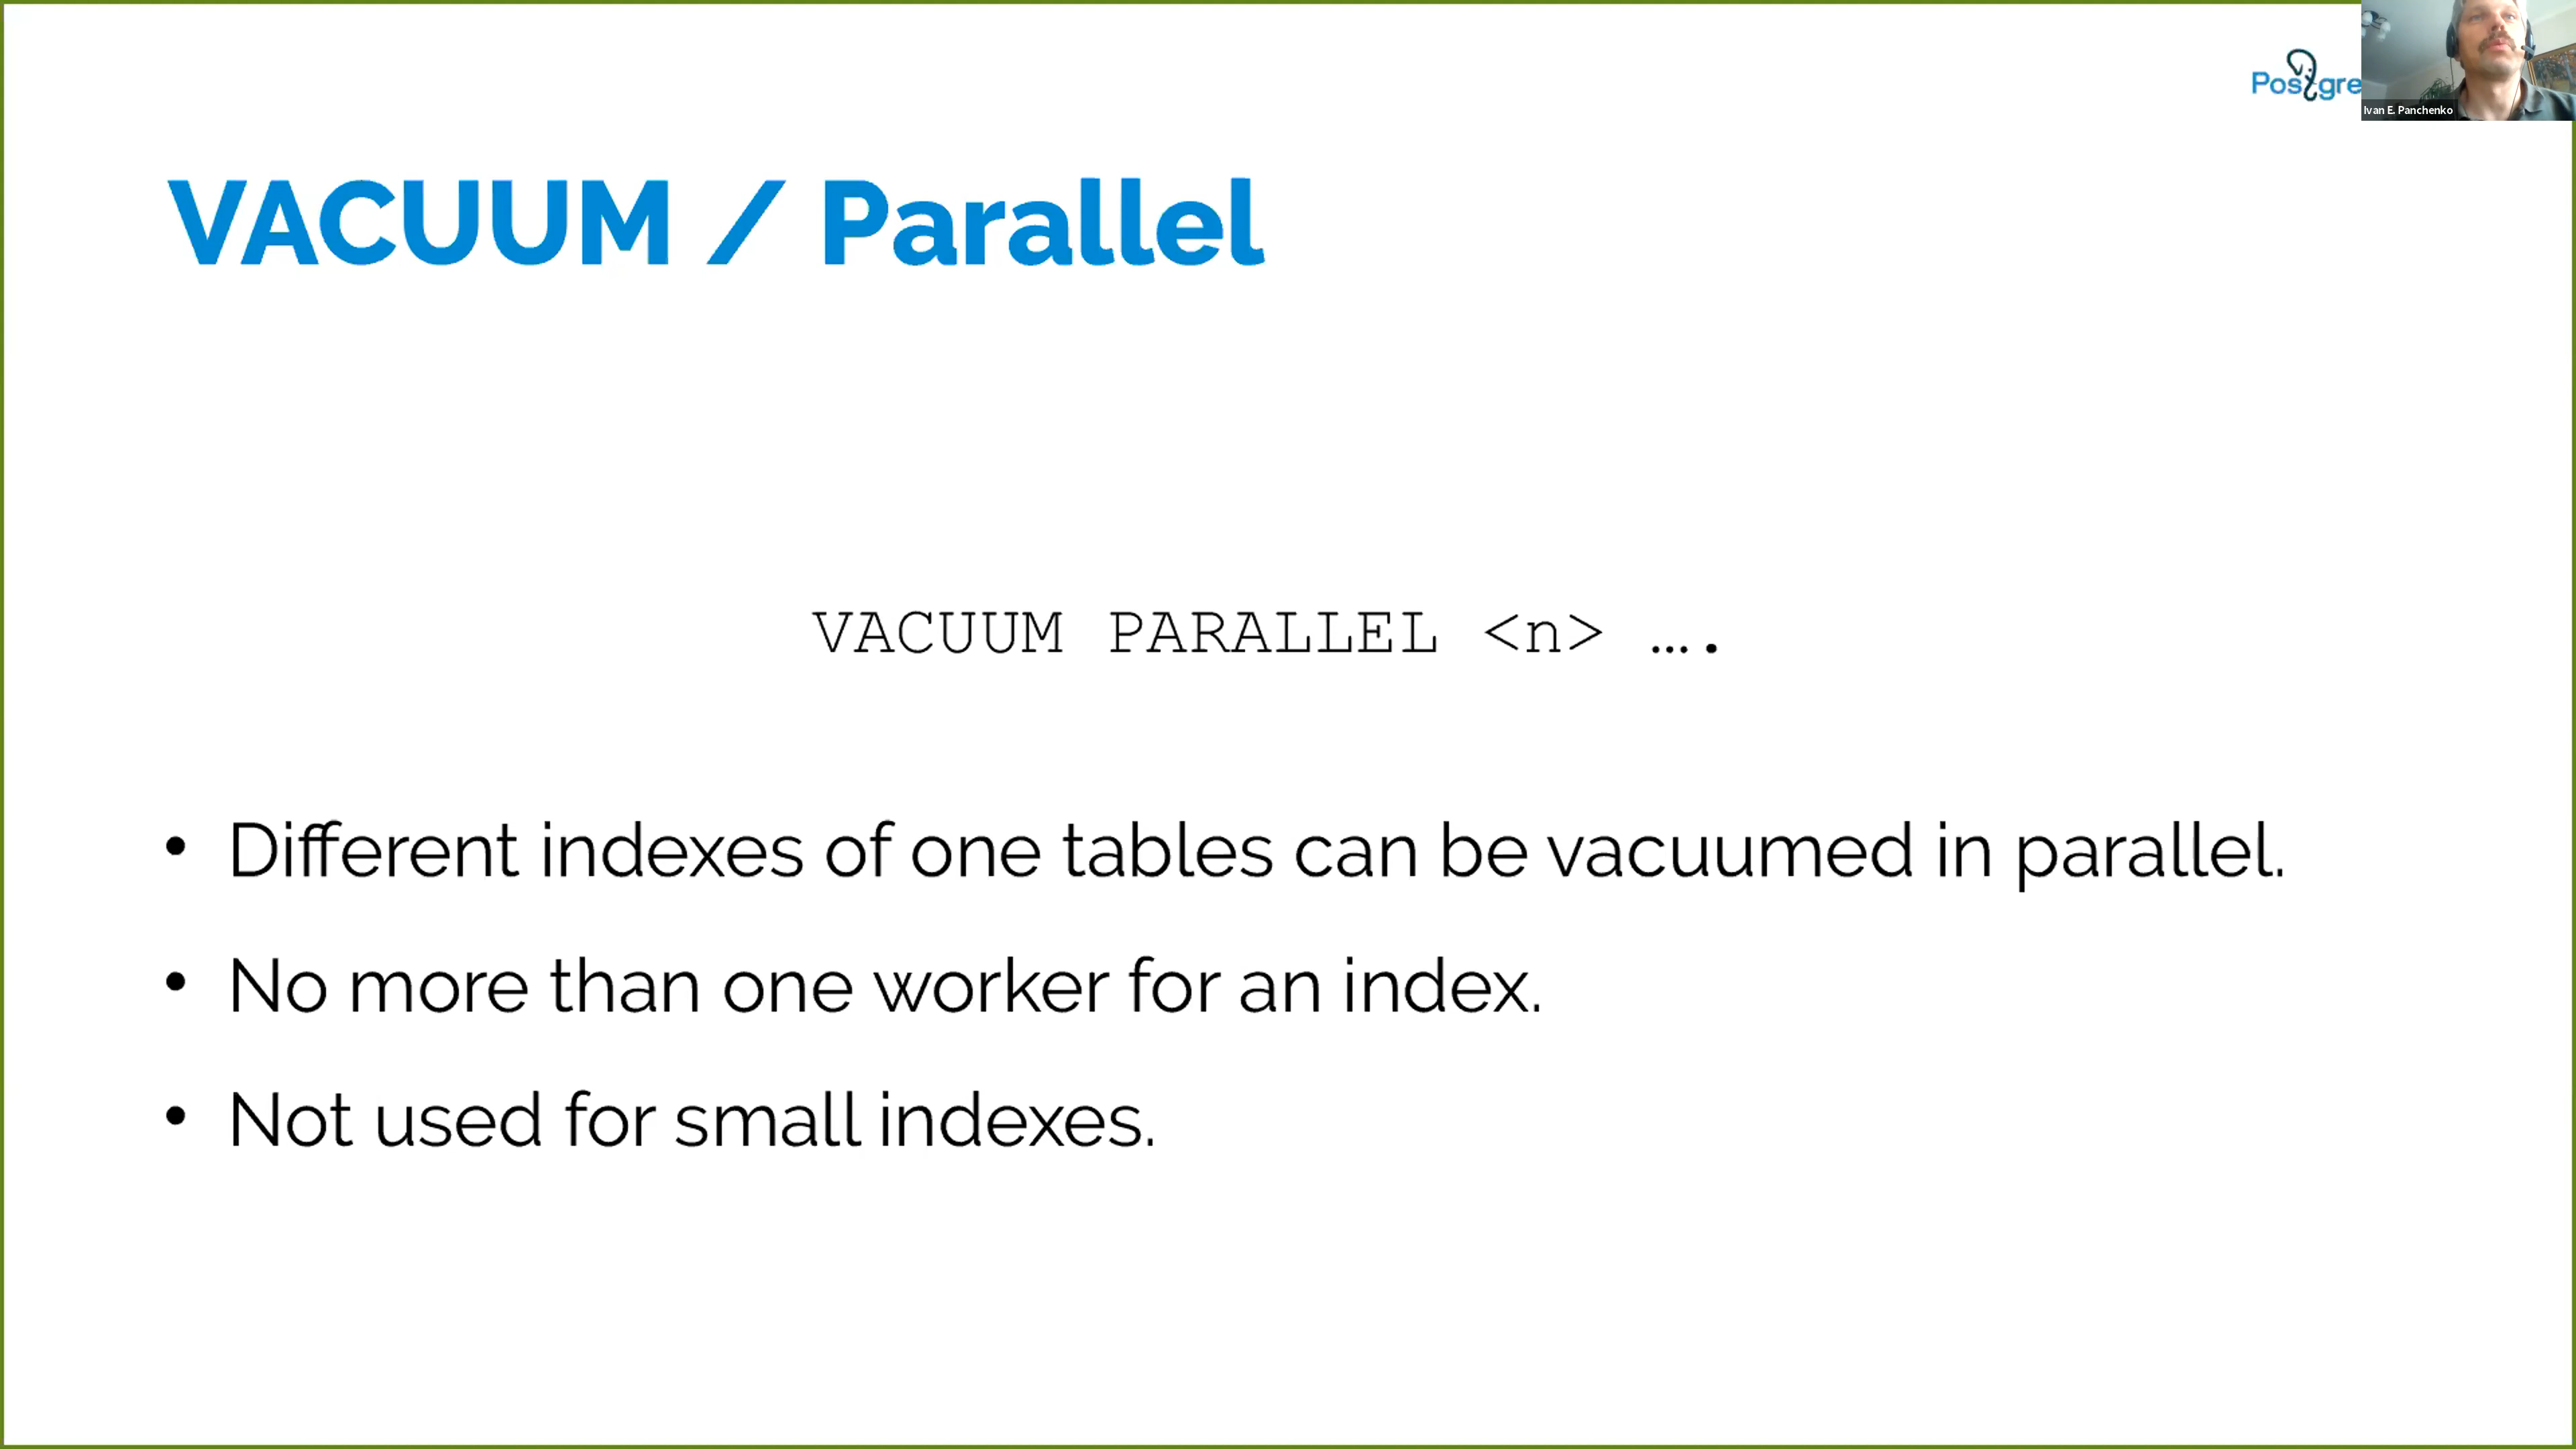 Postgre
Ivan E. Panchenko
VACUUM / Parallel
VACUUM PARALLEL <n> ….
• Different indexes of one tables can be vacuumed in parallel.
• No more than one worker for an index.
• Not used for small indexes.